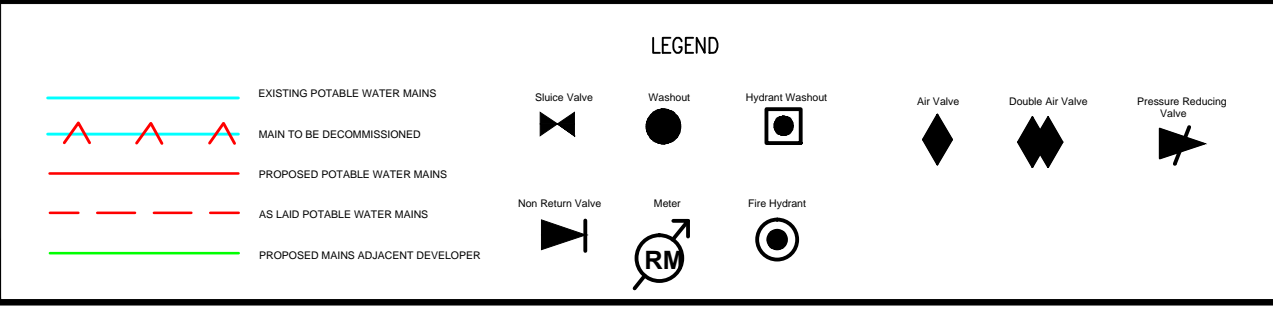 LEGEND
EXISTING POTABLE WATER MAINS
MAIN TO BE DECOMMISSIONED
PROPOSED POTABLE WATER MAINS
AS LAID POTABLE WATER MAINS
PROPOSED MAINS ADJACENT DEVELOPER
Sluice Valve
Washout
Hydrant Washout
Air Valve
Double Air Valve
Pressure Reducing
Valve
Non Return Valve
Meter
Fire Hydrant
RM